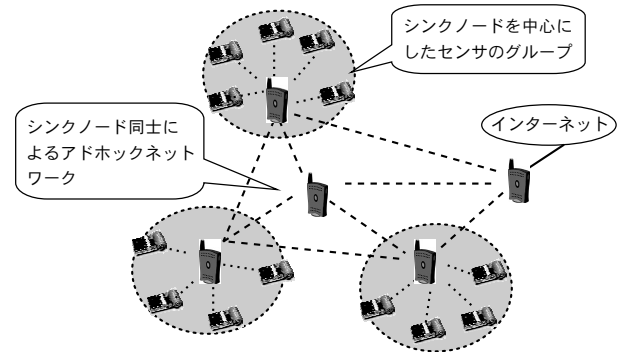 シンクノードを中心に
したセンサのグループ
シンクノード同士に
よるアドホックネット
ワーク
インターネット